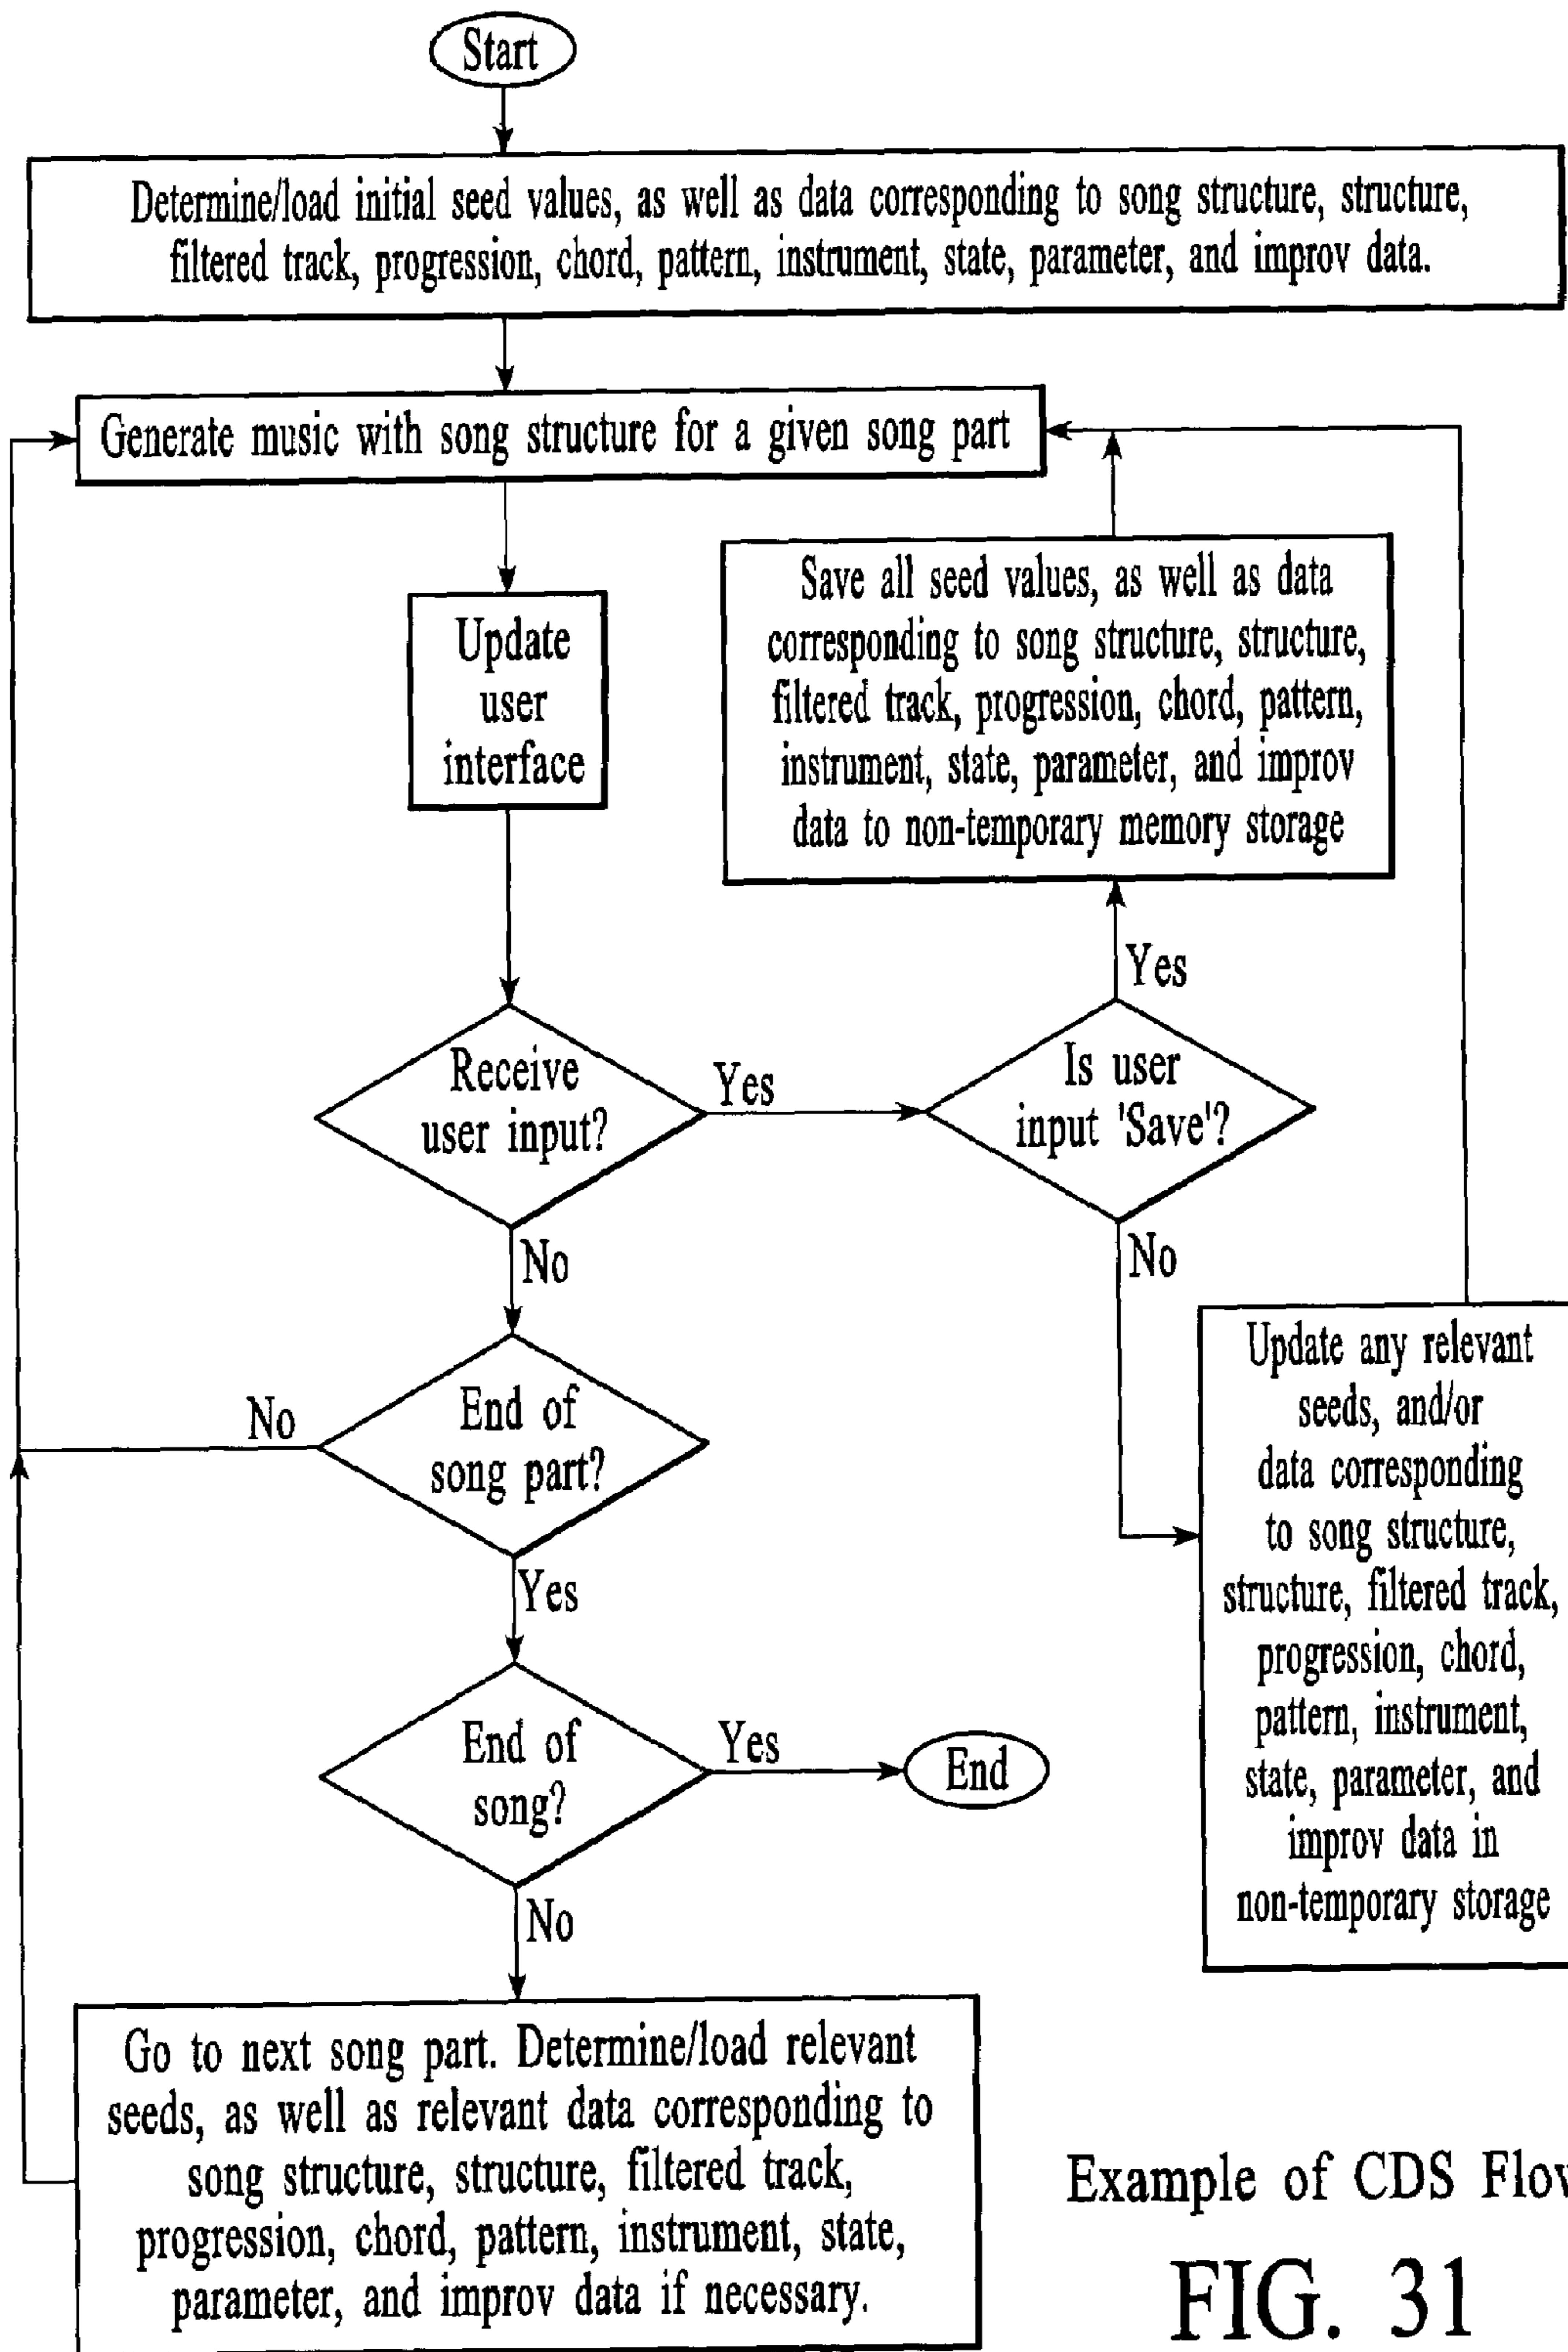 Start
Determine/load initial seed values, as well as data corresponding to song structure, structure,
filtered track, progression, chord, pattern, instrument, state, parameter, and improv data.
Generate music with song structure for a given song part
Update
user
interface
Save all seed values, as well as data
corresponding to song structure, structure,
filtered track, progression, chord, pattern,
instrument, state, parameter, and improv
data to non-temporary memory storage
Yes
Receive
user input?
Yes
Is user
input 'Save'?
No
No
Update any relevant
seeds, and/or
data corresponding
to song structure,
structure, filtered track,
progression, chord,
pattern, instrument,
state, parameter, and
improv data in
non-temporary storage
End of
song part?
No
Yes
End of
song?
Yes
End
No
Go to next song part. Determine/load relevant
seeds, as well as relevant data corresponding to
song structure, structure, filtered track,
progression, chord, pattern, instrument, state,
parameter, and improv data if necessary.
Example of CDS Flow
FIG. 31